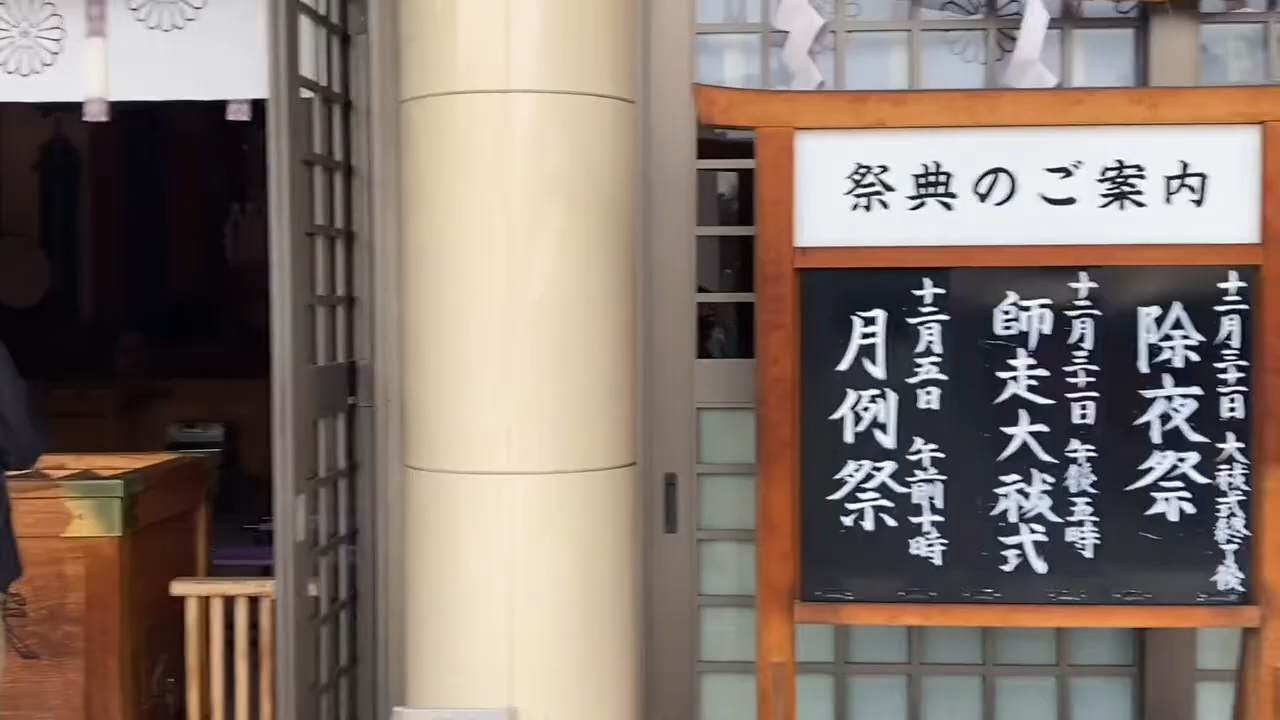 祭典のご案内
十二月三十一日 大祓式終了後
除夜祭
十二月三十一日 午後五時
師走大祓式
十二月五日 午前十時
月例祭